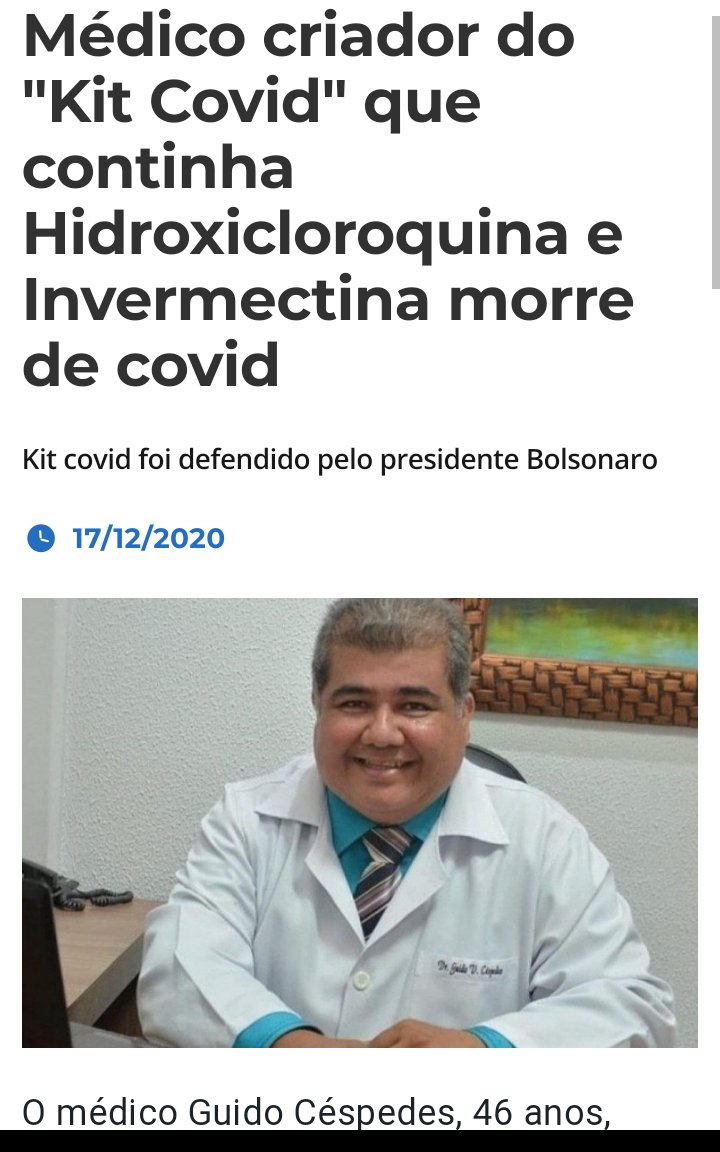 Médico criador do
"Kit Covid" que
continha
Hidroxicloroquina e
Invermectina morre
de covid
Kit covid foi defendido pelo presidente Bolsonaro
17/12/2020
Dr. Guido V. Céspedes
O médico Guido Céspedes, 46 anos,